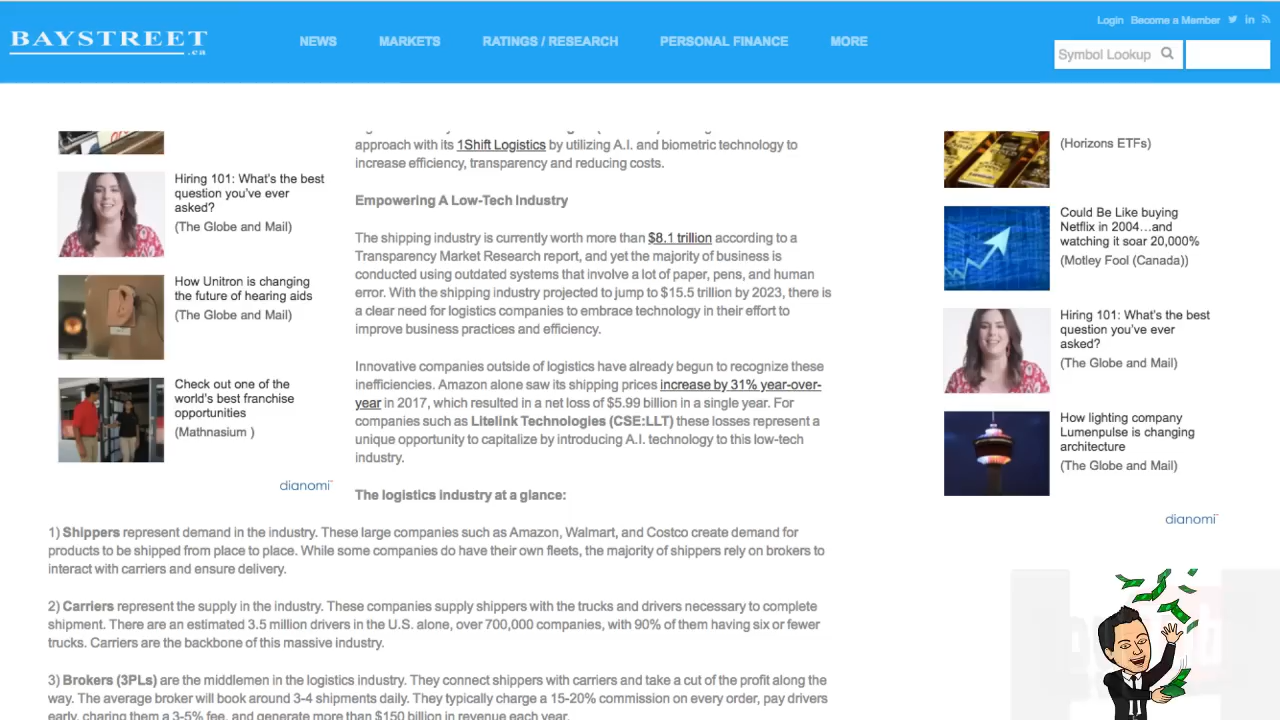 Login Become a Member
BAYSTREET
.ca
NEWS MARKETS RATINGS / RESEARCH PERSONAL FINANCE MORE
Symbol Lookup
approach with its 1Shift Logistics by utilizing A.I. and biometric technology to
increase efficiency, transparency and reducing costs.
Empowering A Low-Tech Industry
The shipping industry is currently worth more than $8.1 trillion according to a
Transparency Market Research report, and yet the majority of business is
conducted using outdated systems that involve a lot of paper, pens, and human
error. With the shipping industry projected to jump to $15.5 trillion by 2023, there is
a clear need for logistics companies to embrace technology in their effort to
improve business practices and efficiency.
Innovative companies outside of logistics have already begun to recognize these
inefficiencies. Amazon alone saw its shipping prices increase by 31% year-over-
year in 2017, which resulted in a net loss of $5.99 billion in a single year. For
companies such as Litelink Technologies (CSE:LLT) these losses represent a
unique opportunity to capitalize by introducing A.I. technology to this low-tech
industry.
The logistics industry at a glance:
1) Shippers represent demand in the industry. These large companies such as Amazon, Walmart, and Costco create demand for
products to be shipped from place to place. While some companies do have their own fleets, the majority of shippers rely on brokers to
interact with carriers and ensure delivery.
2) Carriers represent the supply in the industry. These companies supply shippers with the trucks and drivers necessary to complete
shipment. There are an estimated 3.5 million drivers in the U.S. alone, over 700,000 companies, with 90% of them having six or fewer
trucks. Carriers are the backbone of this massive industry.
3) Brokers (3PLs) are the middlemen in the logistics industry. They connect shippers with carriers and take a cut of the profit along the
way. The average broker will book around 3-4 shipments daily. They typically charge a 15-20% commission on every order, pay drivers
early, charing them a 3-5% fee, and generate more than $150 billion in revenue each year.
Hiring 101: What's the best
question you've ever
asked?
(The Globe and Mail)
How Unitron is changing
the future of hearing aids
(The Globe and Mail)
Check out one of the
world's best franchise
opportunities
(Mathnasium )
dianomi
(Horizons ETFs)
Could Be Like buying
Netflix in 2004…and
watching it soar 20,000%
(Motley Fool (Canada))
Hiring 101: What's the best
question you've ever
asked?
(The Globe and Mail)
How lighting company
Lumenpulse is changing
architecture
(The Globe and Mail)
dianomi